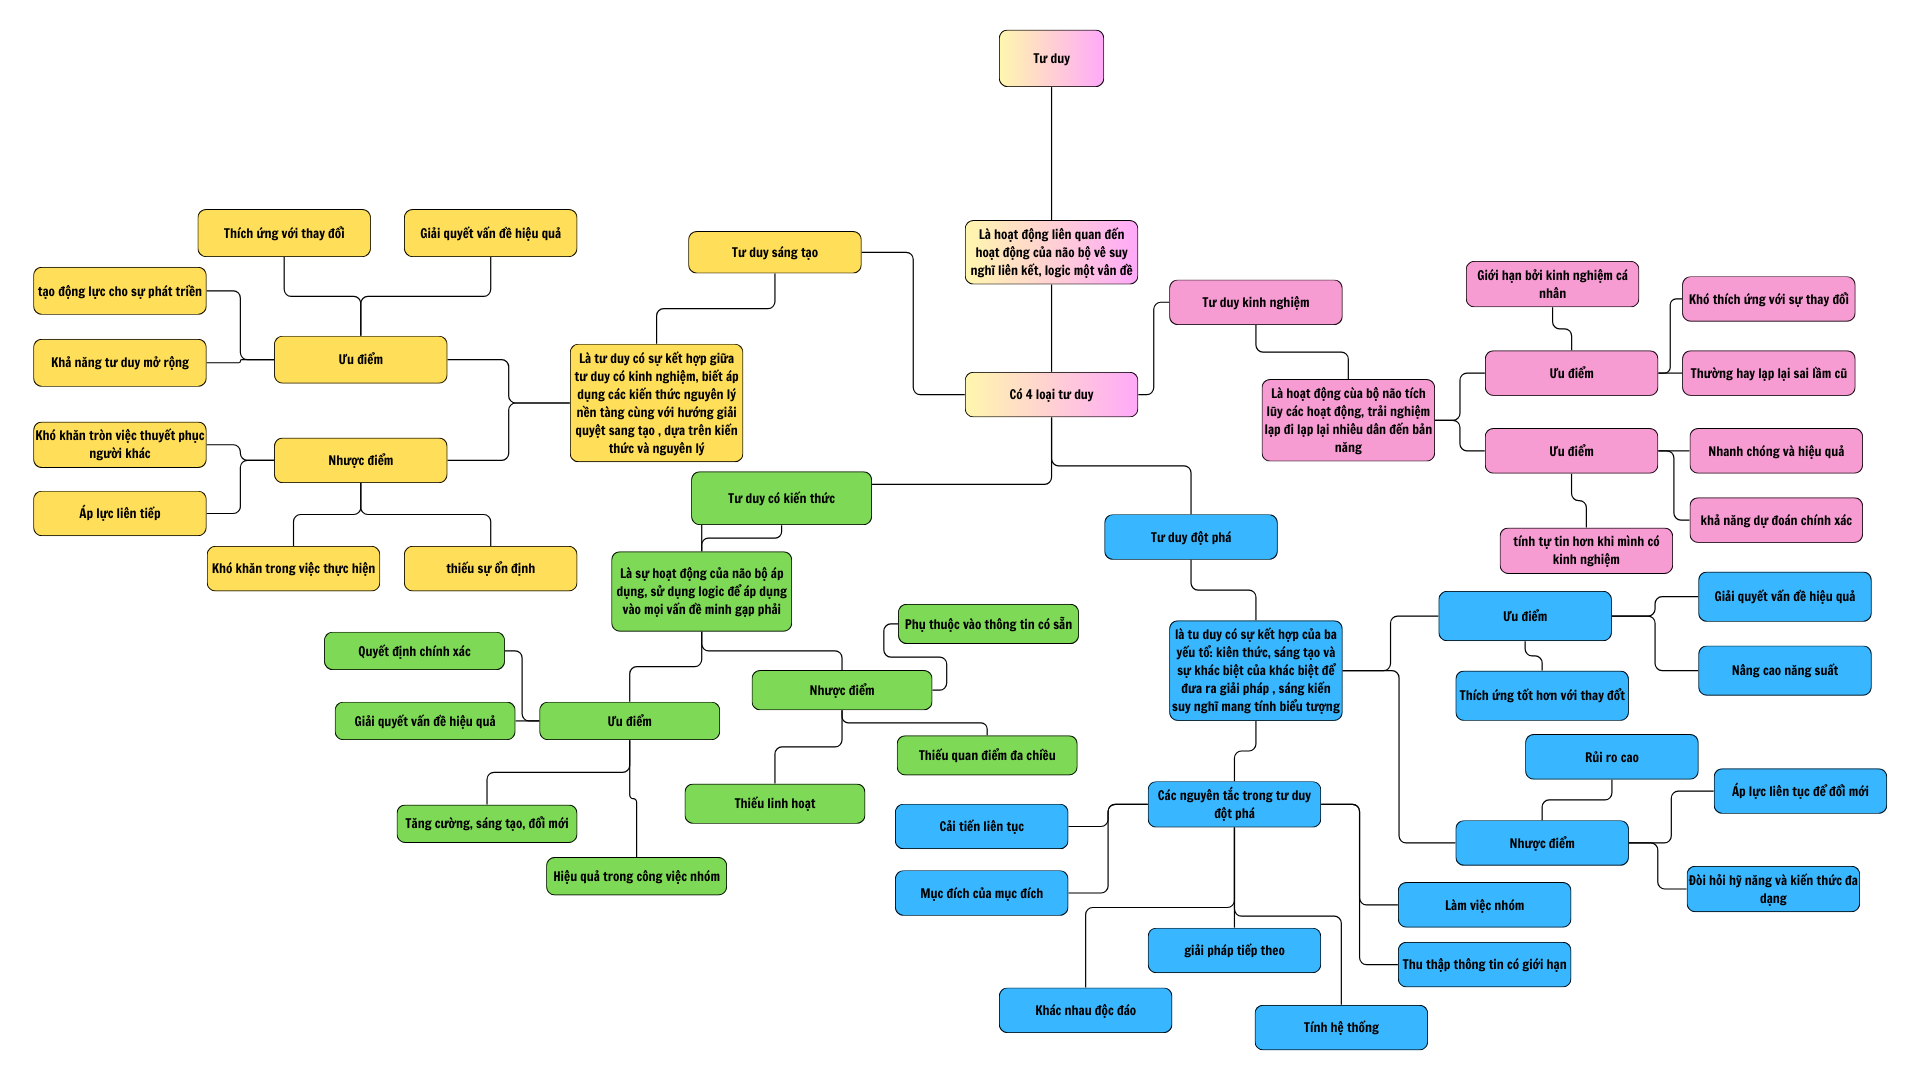 Tư duy
Là hoạt động liên quan đến
hoạt động của não bộ vê suy
nghĩ liên kết, logic một vân đề
Có 4 loại tư duy
Tư duy sáng tạo
Là tư duy có sự kết hợp giữa
tư duy có kinh nghiệm, biết áp
dụng các kiến thức nguyên lý
nền tàng cùng với hướng giải
quyệt sang tạo , dựa trên kiến
thức và nguyên lý
Ưu điểm
Thích ứng với thay đổi
Giải quyết vấn đề hiệu quả
tạo động lực cho sự phát triền
Khả năng tư duy mở rộng
Nhược điểm
Khó khăn tròn việc thuyết phục
người khác
Áp lực liên tiếp
Khó khăn trong việc thực hiện
thiếu sự ổn định
Tư duy kinh nghiệm
Là hoạt động cùa bộ não tích
lũy các hoạt động, trải nghiệm
lạp đi lạp lại nhiêu dân đến bản
năng
Ưu điểm
Giới hạn bởi kinh nghiệm cá
nhân
Khó thích ứng với sự thay đổi
Thường hay lạp lại sai lầm cũ
Ưu điểm
Nhanh chóng và hiệu quả
khả năng dự đoán chính xác
tính tự tin hơn khi mình có
kinh nghiệm
Tư duy có kiến thức
Là sự hoạt động của não bộ áp
dụng, sử dụng logic để áp dụng
vào mọi vấn đề minh gạp phải
Ưu điểm
Quyết định chính xác
Giải quyết vấn đề hiệu quả
Tăng cường, sáng tạo, đổi mới
Hiệu quả trong công việc nhóm
Nhược điểm
Phụ thuộc vào thông tin có sẵn
Thiếu quan điểm đa chiều
Thiếu linh hoạt
Tư duy đột phá
là tu duy có sự kết hợp của ba
yếu tố: kiên thức, sáng tạo và
sự khác biệt của khác biệt để
đưa ra giải pháp , sáng kiến
suy nghĩ mang tính biểu tượng
Ưu điểm
Giải quyết vấn đề hiệu quả
Nâng cao năng suất
Thích ứng tốt hơn với thay đổt
Nhược điểm
Rủi ro cao
Áp lực liên tục để đổi mới
Đòi hỏi hỹ năng và kiến thức đa
dạng
Các nguyên tắc trong tư duy
đột phá
Cải tiến liên tục
Mục đích của mục đích
Khác nhau độc đáo
giải pháp tiếp theo
Tính hệ thống
Làm việc nhóm
Thu thập thông tin có giới hạn